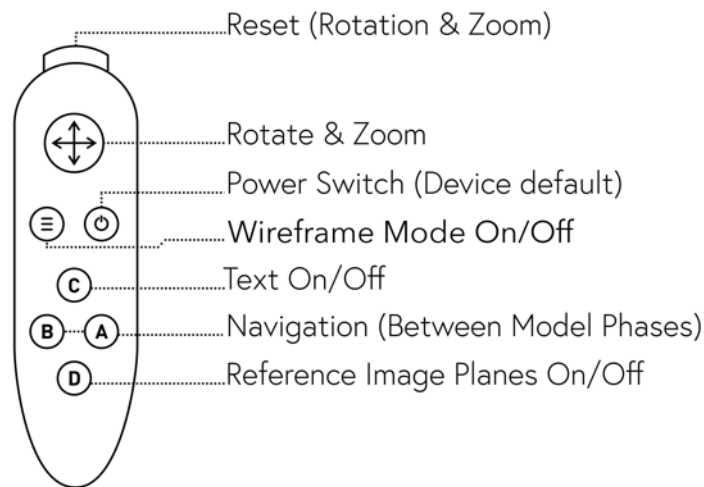 Reset (Rotation & Zoom)
Rotate & Zoom
Power Switch (Device default)
Wireframe Mode On/Off
C
Text On/Off
B
A
Navigation (Between Model Phases)
D
Reference Image Planes On/Off